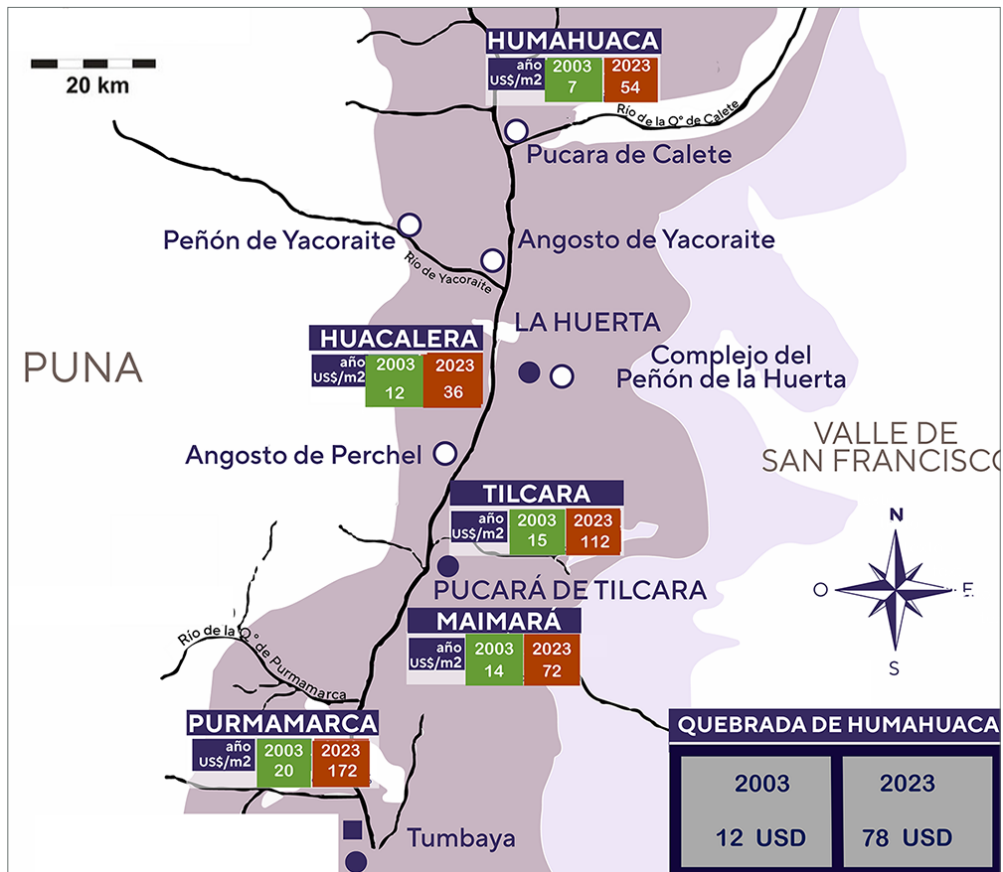 HUMAHUACA
año 2003 2023
US$/m2 7 54
20 km
Río de la Qº de Calete
Pucara de Calete
Peñón de Yacoraite
Angosto de Yacoraite
Río de Yacoraite
LA HUERTA
HUACALERA
año 2003 2023
US$/m2 12 36
PUNA
Complejo del
Peñón de la Huerta
VALLE DE
SAN FRANCISCO
Angosto de Perchel
TILCARA
año 2003 2023
US$/m2 15 112
N
O
E
S
PUCARÁ DE TILCARA
MAIMARÁ
año 2003 2023
US$/m2 14 72
Río de la Qº de Purmamarca
PURMAMARCA
año 2003 2023
US$/m2 20 172
QUEBRADA DE HUMAHUACA
2003 2023
12 USD 78 USD
Tumbaya